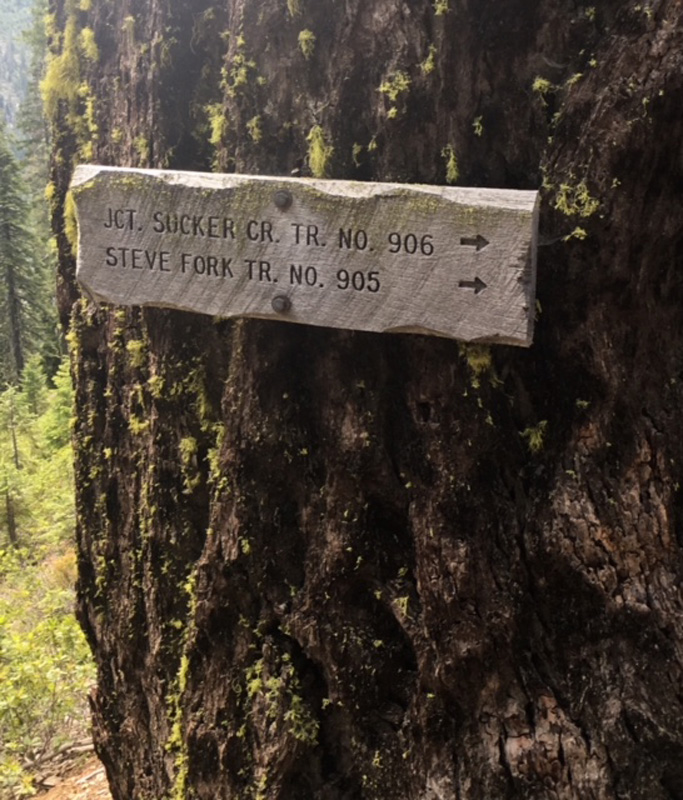 JCT. SUCKER CR. TR. NO. 906 →
STEVE FORK TR. NO. 905 →